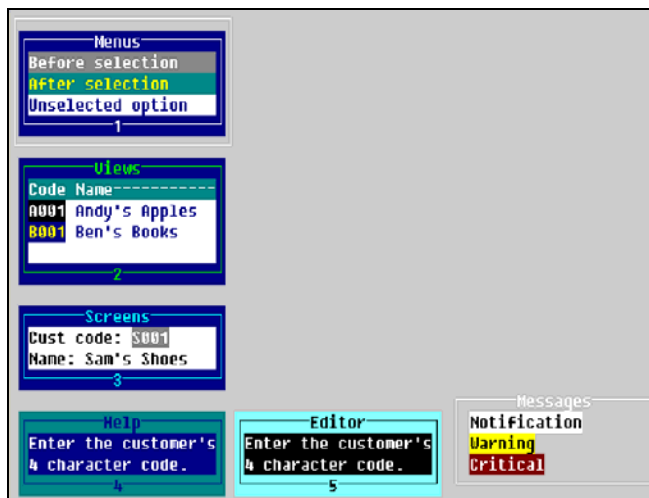 Menus
Before selection
After selection
Unselected option
1
Views
Code Name-----------
A001 Andy's Apples
B001 Ben's Books
2
Screens
Cust code: S001
Name: Sam's Shoes
3
Help
Enter the customer's
4 character code.
4
Editor
Enter the customer's
4 character code.
5
Messages
Notification
Warning
Critical